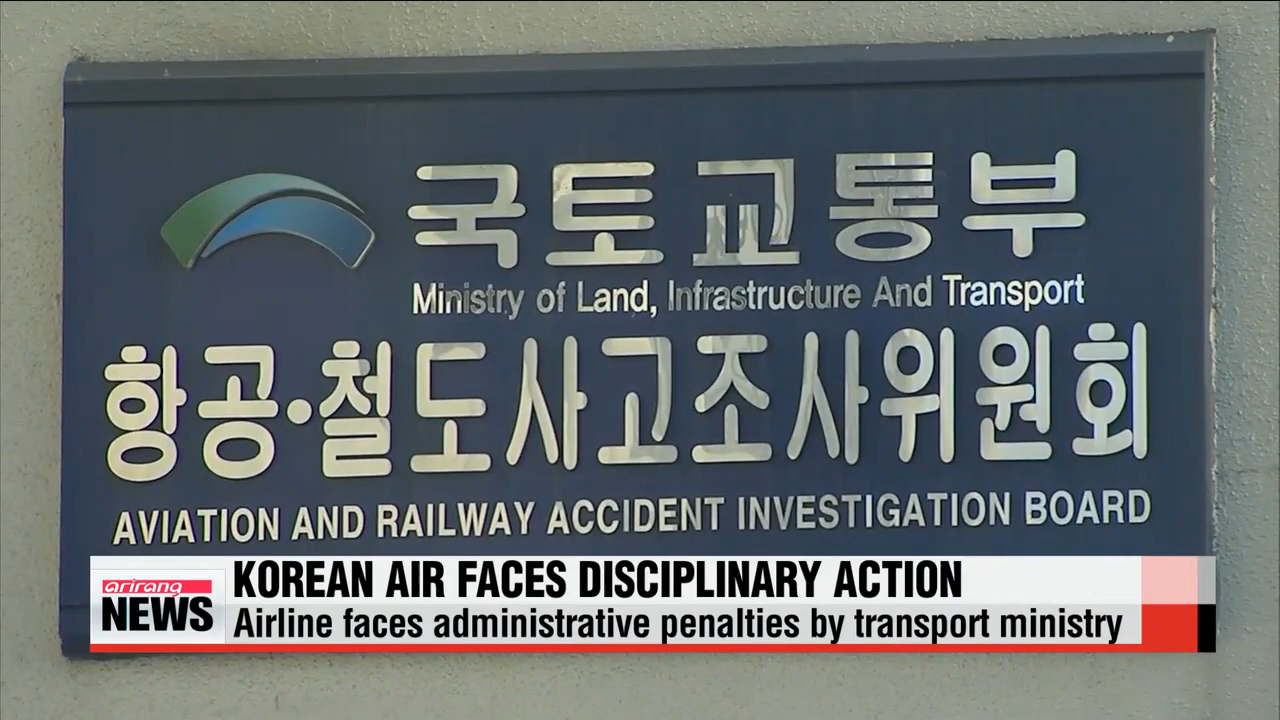 국토교통부
Ministry of Land, Infrastructure And Transport
항공·철도사고조사위원회
AVIATION AND RAILWAY ACCIDENT INVESTIGATION BOARD
arirang
NEWS
KOREAN AIR FACES DISCIPLINARY ACTION
Airline faces administrative penalties by transport ministry